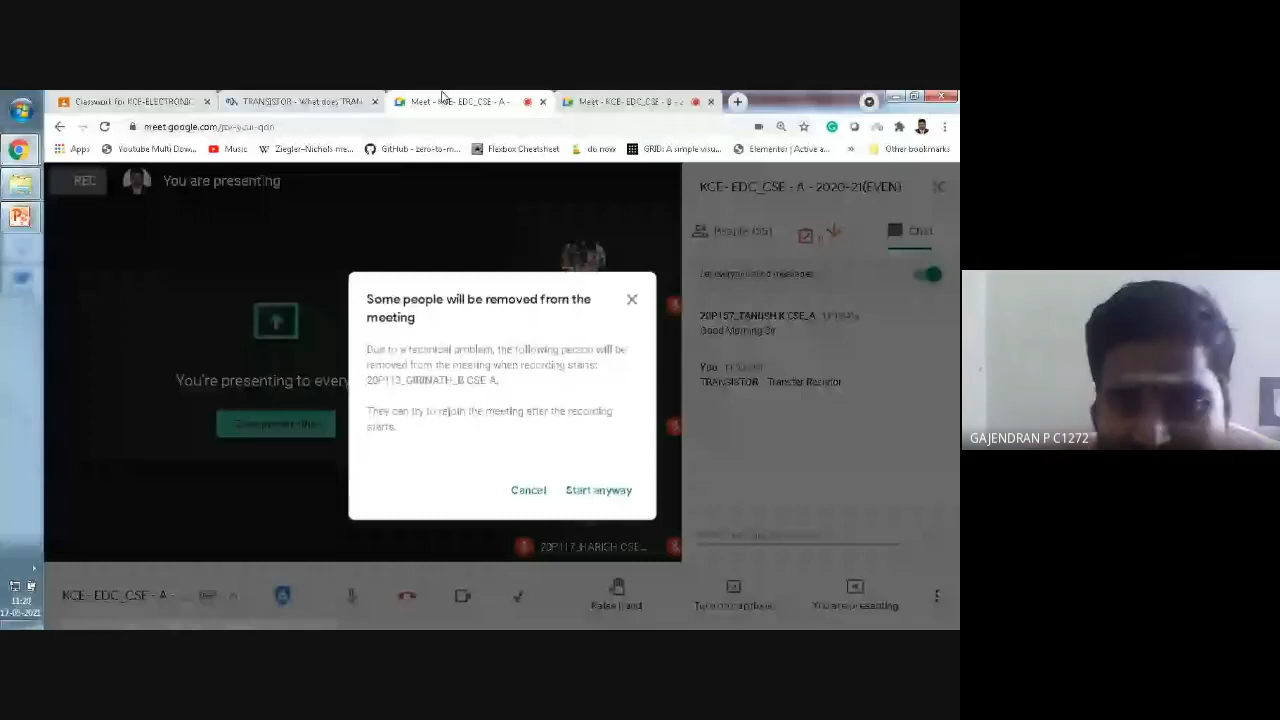 Classwork for KCE-ELECTRONIC
TRANSISTOR - What does TRAN
Meet - KCE- EDC_CSE - A -
Meet - KCE- EDC_CSE - B -
meet.google.com/
Apps
Youtube Multi Dow...
Music
Ziegler–Nichols me...
GitHub - zero-to-m...
Flexbox Cheatsheet
do now
GRID: A simple visu...
Elementor | Active a...
»
Other bookmarks
REC
You are presenting
KCE- EDC_CSE - A - 2020-21(EVEN)
People
Chat
You're presenting to every
Some people will be removed from the
meeting
Due to a technical problem, the following person will be
removed from the meeting when recording starts:
20P113_GIRINATH_B CSE A.
They can try to rejoin the meeting after the recording
starts.
Cancel
Start anyway
20P157_TANUSH K CSE_A
Good Morning Sir
You
TRANSISTOR - Transfer Resistor
20P117_HARISH CSE_...
KCE- EDC_CSE - A -
Raise hand
Turn on captions
You are presenting
11:20
17-05-2021
GAJENDRAN P C1272